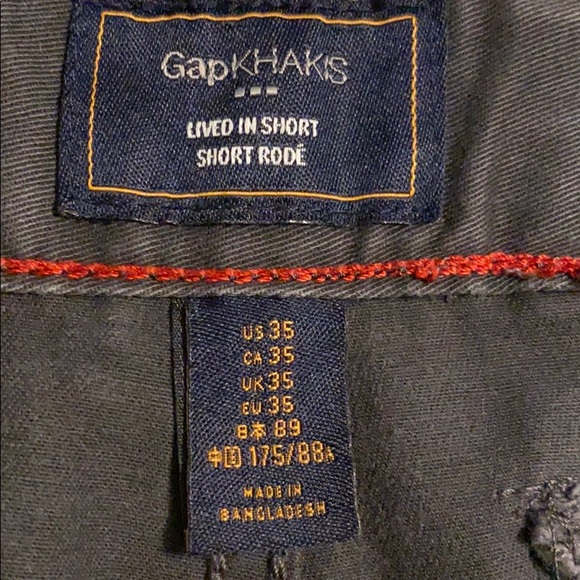 GapKHAKIS
LIVED IN SHORT
SHORT RODÉ
US 35
CA 35
UK 35
EU 35
日本 89
中国 175/88A
MADE IN
BANGLADESH